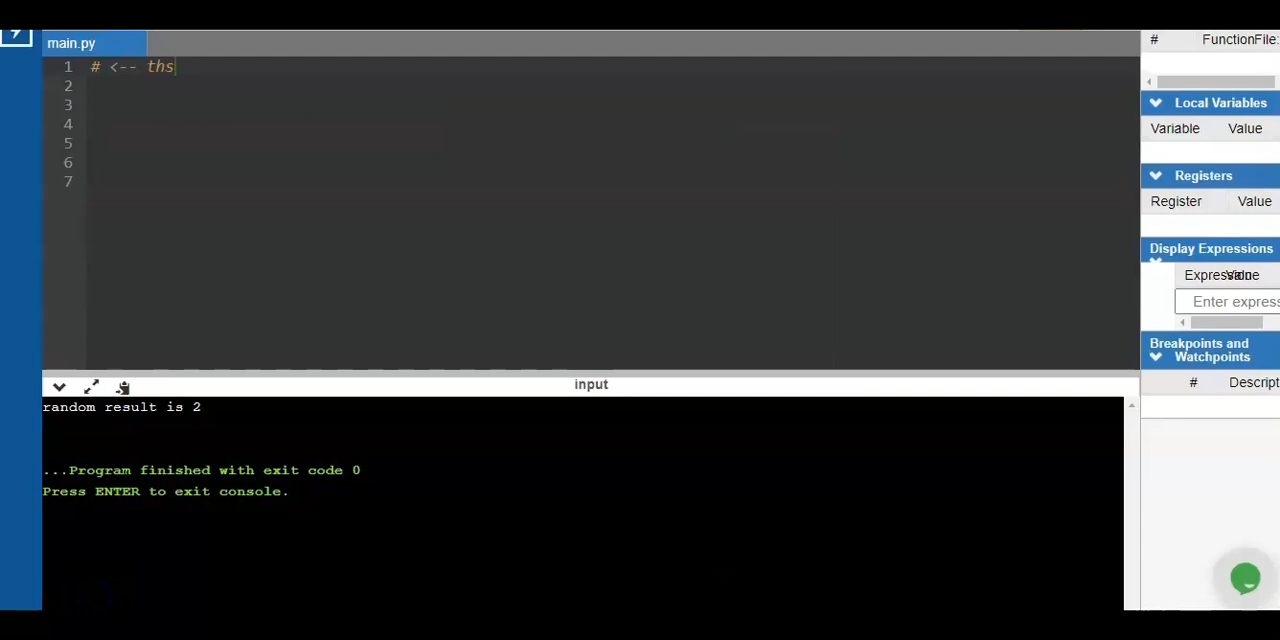 main.py
1 # <-- ths
2
3
4
5
6
7
input
random result is 2
...Program finished with exit code 0
Press ENTER to exit console.
# FunctionFile:
Local Variables
Variable Value
Registers
Register Value
Display Expressions
Expression Value
Enter express
Breakpoints and
Watchpoints
# Descript